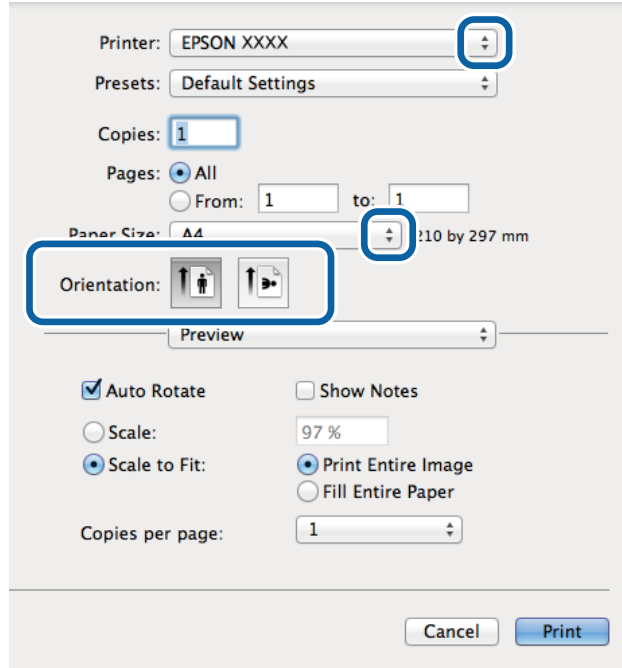 Printer: EPSON XXXX
Presets: Default Settings
Copies: 1
Pages: All
From: 1 to: 1
Paper Size: A4 210 by 297 mm
Orientation:
Preview
Auto Rotate Show Notes
Scale: 97 %
Scale to Fit: Print Entire Image
Fill Entire Paper
Copies per page: 1
Cancel Print